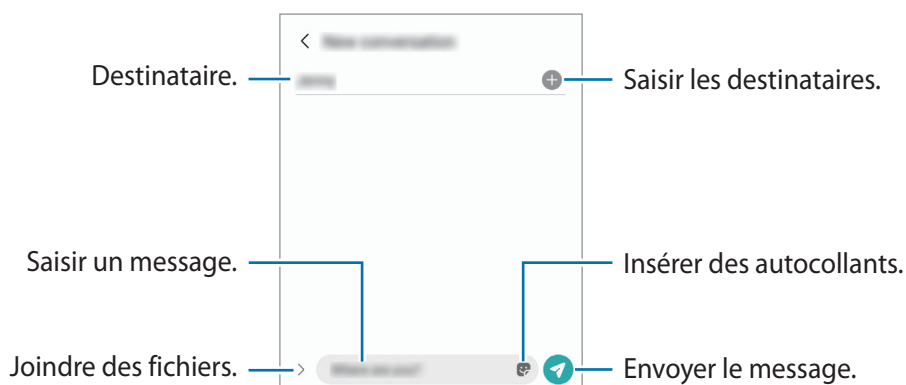 Destinataire.
Saisir les destinataires.
Saisir un message.
Insérer des autocollants.
Joindre des fichiers.
Envoyer le message.